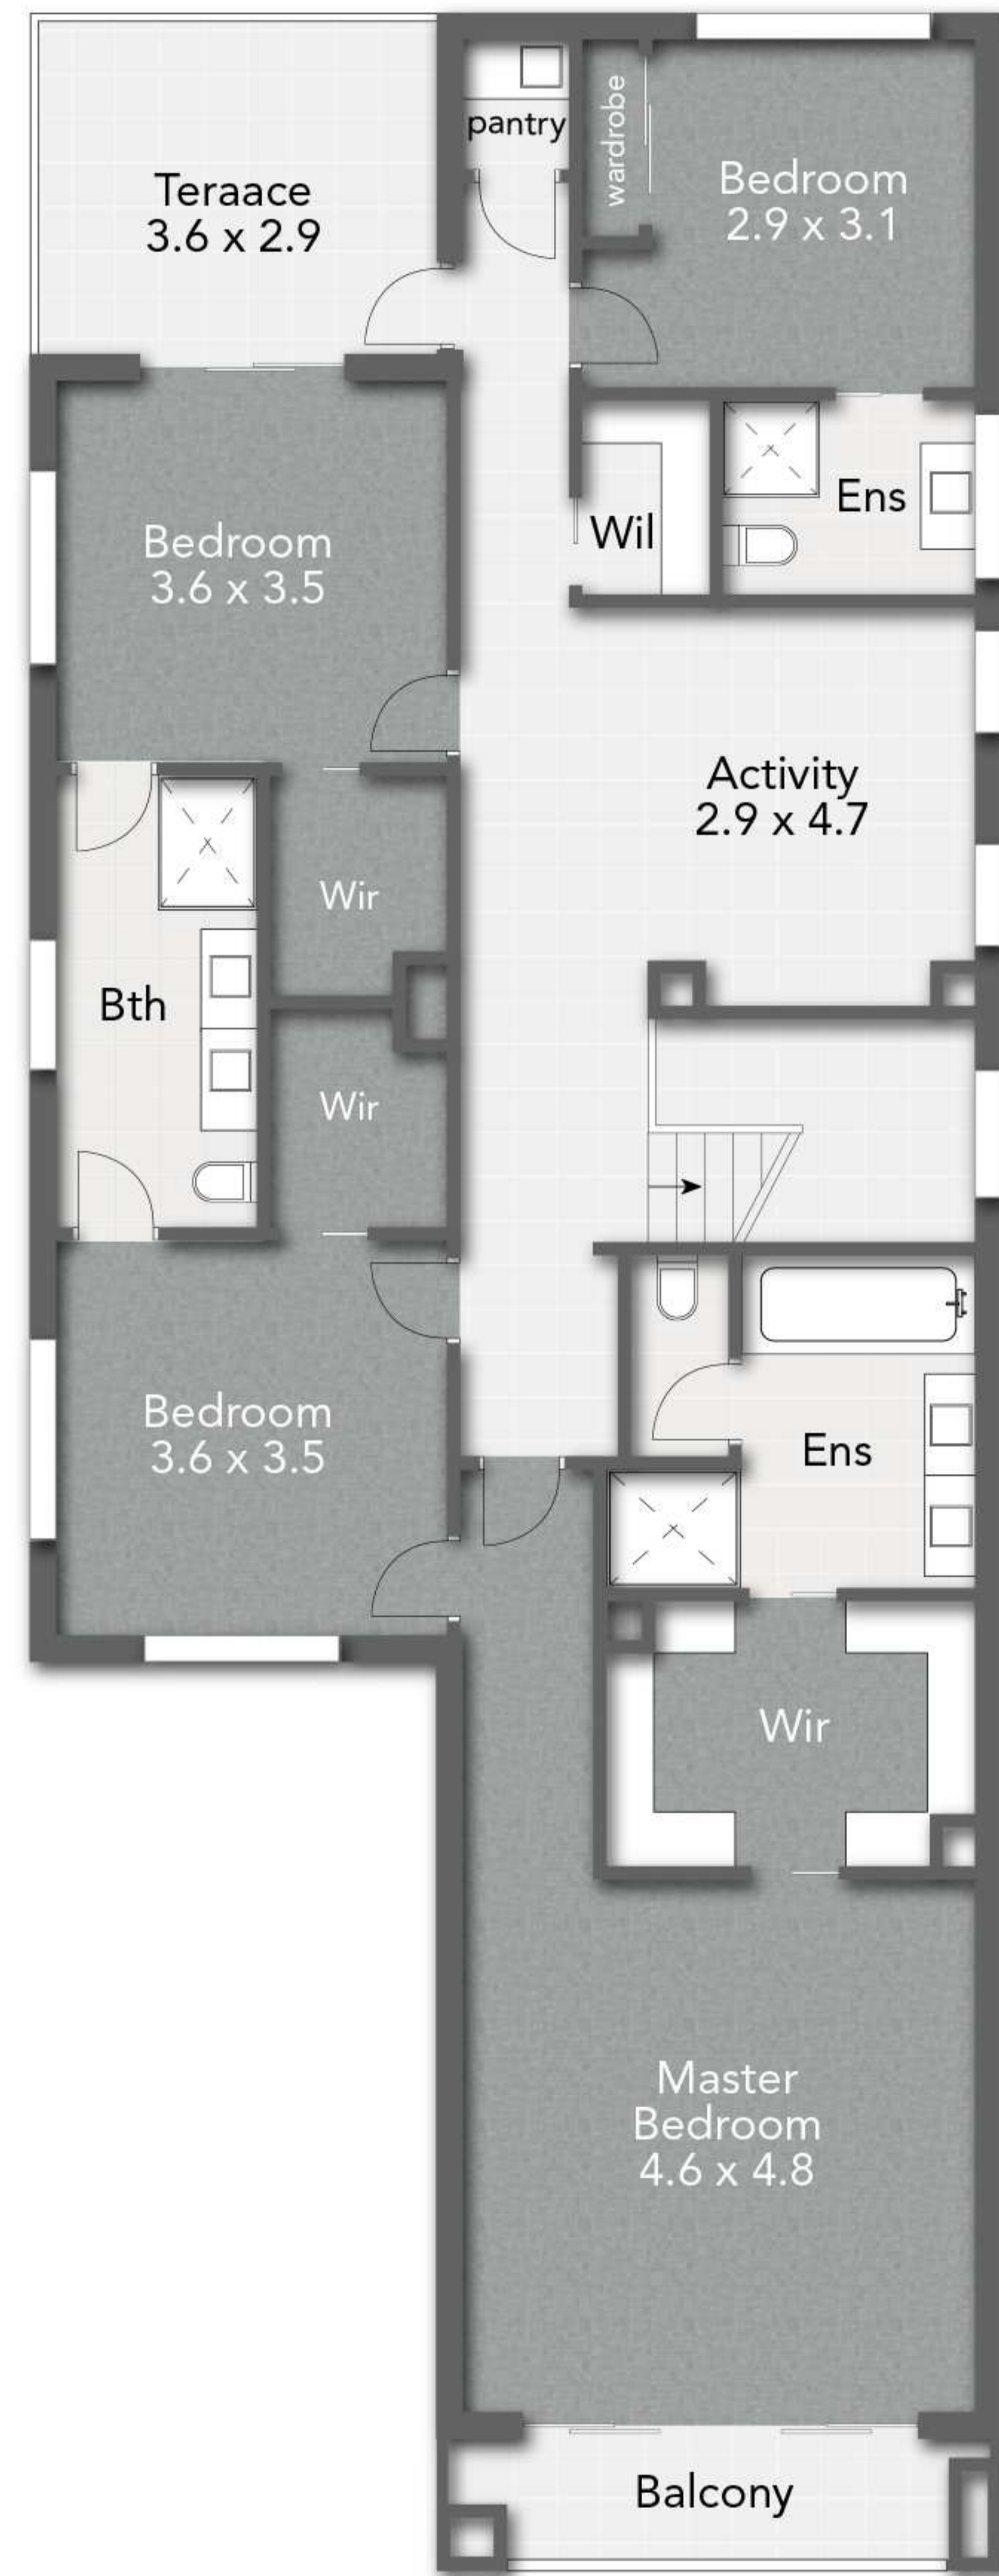 pantry
wardrobe
Teraace
3.6 x 2.9
Bedroom
2.9 x 3.1
Bedroom
3.6 x 3.5
Wil
Ens
Activity
2.9 x 4.7
Wir
Bth
Wir
Bedroom
3.6 x 3.5
Ens
Wir
Master
Bedroom
4.6 x 4.8
Balcony